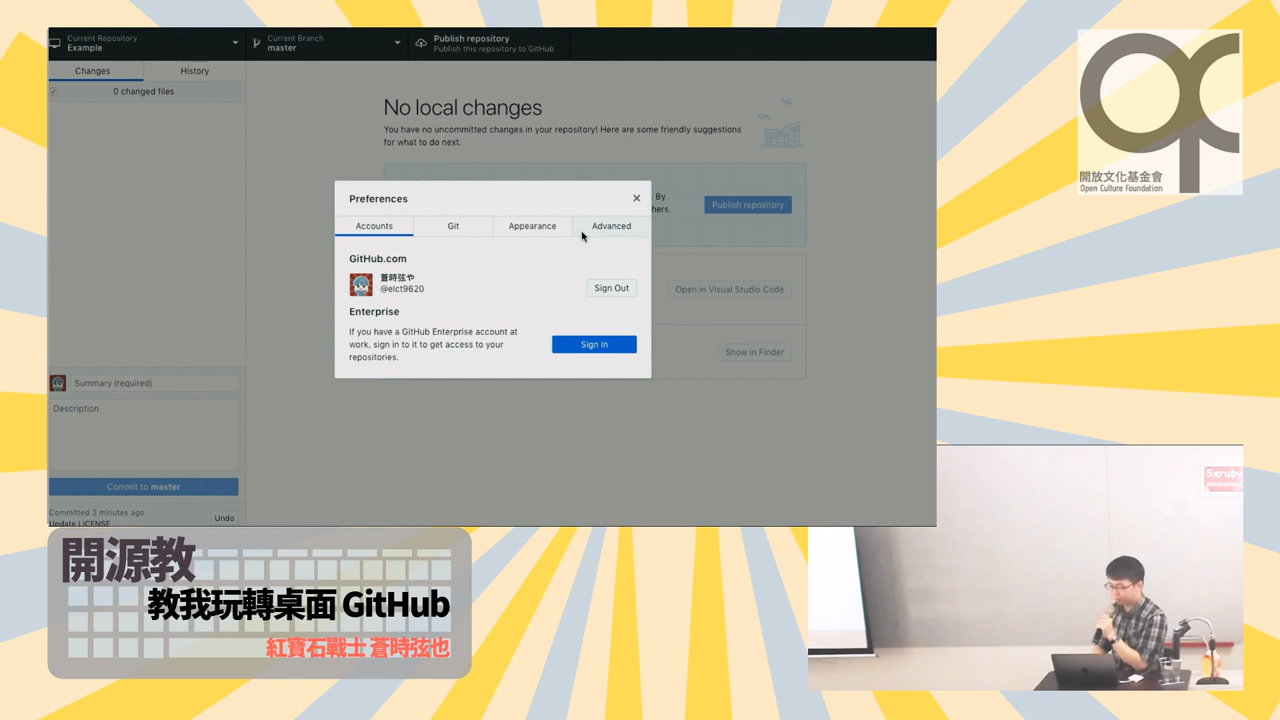 Current Repository
Example
Current Branch
master
Publish repository
Publish this repository to GitHub
Changes
History
0 changed files
No local changes
You have no uncommitted changes in your repository! Here are some friendly suggestions
for what to do next.
. By
hers.
Publish repository
Open in Visual Studio Code
Show in Finder
Preferences
Accounts
Git
Appearance
Advanced
GitHub.com
蒼時弦や
@elct9620
Sign Out
Enterprise
If you have a GitHub Enterprise account at
work, sign in to it to get access to your
repositories.
Sign In
Summary (required)
Description
Commit to master
Committed 3 minutes ago
Update LICENSE
Undo
開放文化基金會
Open Culture Foundation
5xruby
開源教
教我玩轉桌面 GitHub
紅寶石戰士 蒼時弦也